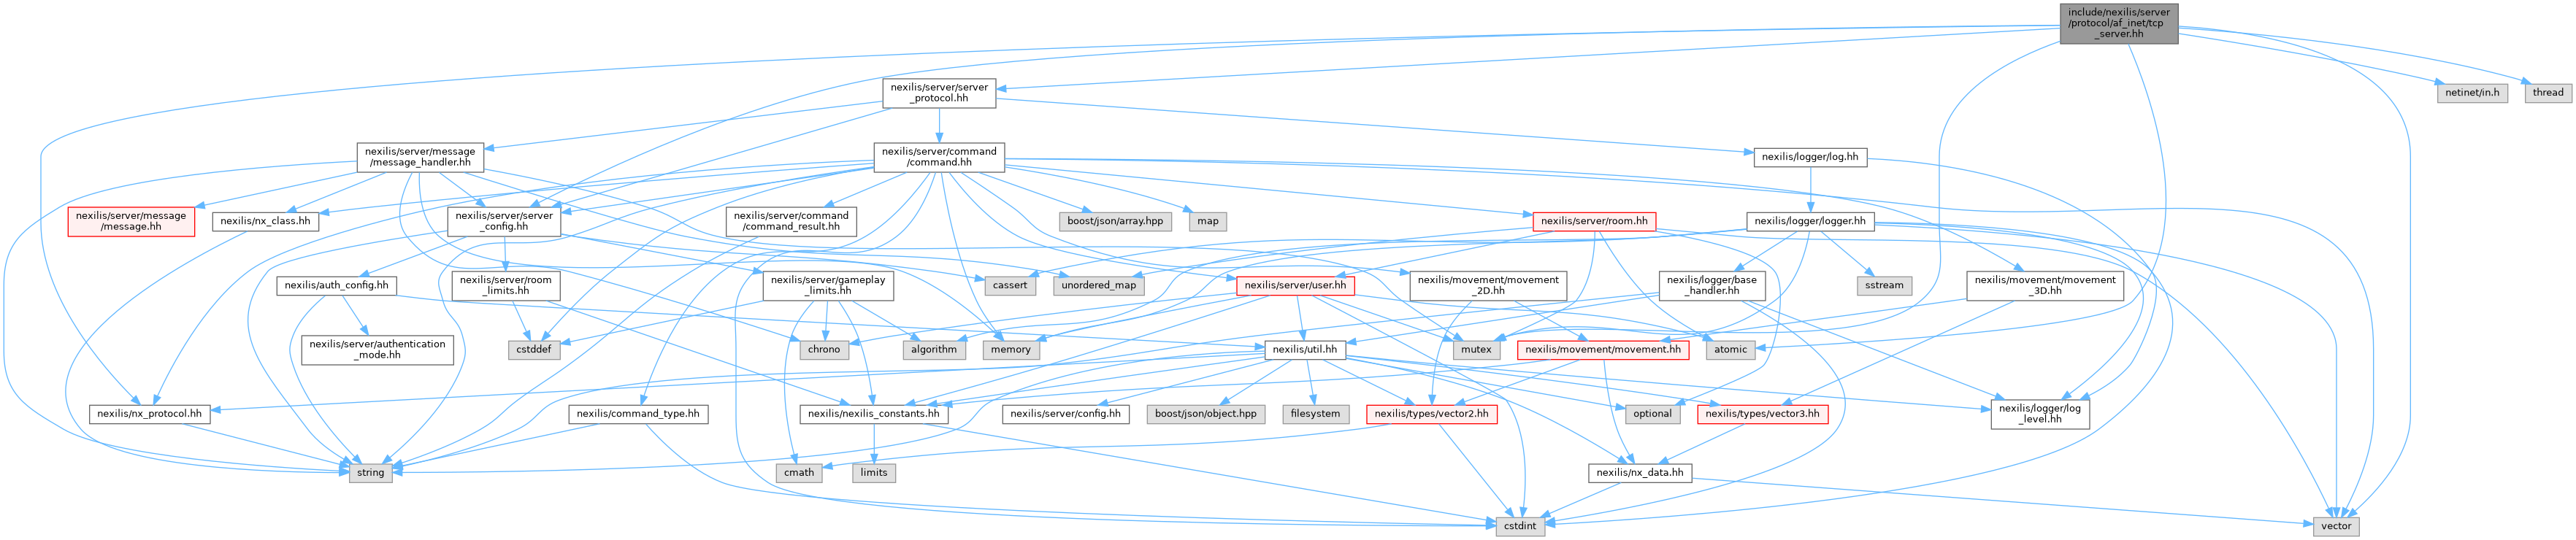 include/nexilis/server
/protocol/af_inet/tcp
_server.hh
nexilis/server/server
_protocol.hh
netinet/in.h
thread
nexilis/server/message
/message_handler.hh
nexilis/server/command
/command.hh
nexilis/logger/log.hh
nexilis/server/message
/message.hh
nexilis/nx_class.hh
nexilis/server/server
_config.hh
nexilis/server/command
/command_result.hh
boost/json/array.hpp
map
nexilis/server/room.hh
nexilis/logger/logger.hh
nexilis/auth_config.hh
nexilis/server/room
_limits.hh
nexilis/server/gameplay
_limits.hh
cassert
unordered_map
nexilis/server/user.hh
nexilis/movement/movement
_2D.hh
nexilis/logger/base
_handler.hh
sstream
nexilis/movement/movement
_3D.hh
nexilis/server/authentication
_mode.hh
cstddef
chrono
algorithm
memory
nexilis/util.hh
mutex
nexilis/movement/movement.hh
atomic
nexilis/nx_protocol.hh
nexilis/command_type.hh
nexilis/nexilis_constants.hh
nexilis/server/config.hh
boost/json/object.hpp
filesystem
nexilis/types/vector2.hh
optional
nexilis/types/vector3.hh
nexilis/logger/log
_level.hh
string
cmath
limits
nexilis/nx_data.hh
cstdint
vector